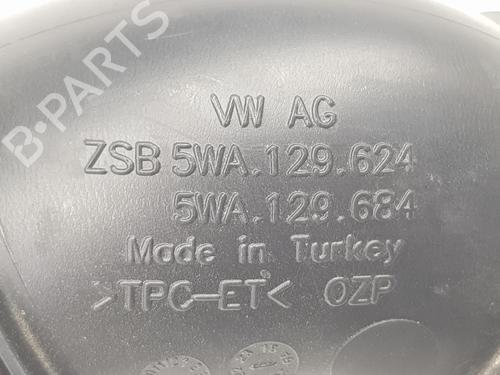 B-PARTS
VW AG
ZSB 5WA.129.624
5WA.129.684
Made in Turkey
>TPC-ET< OZP